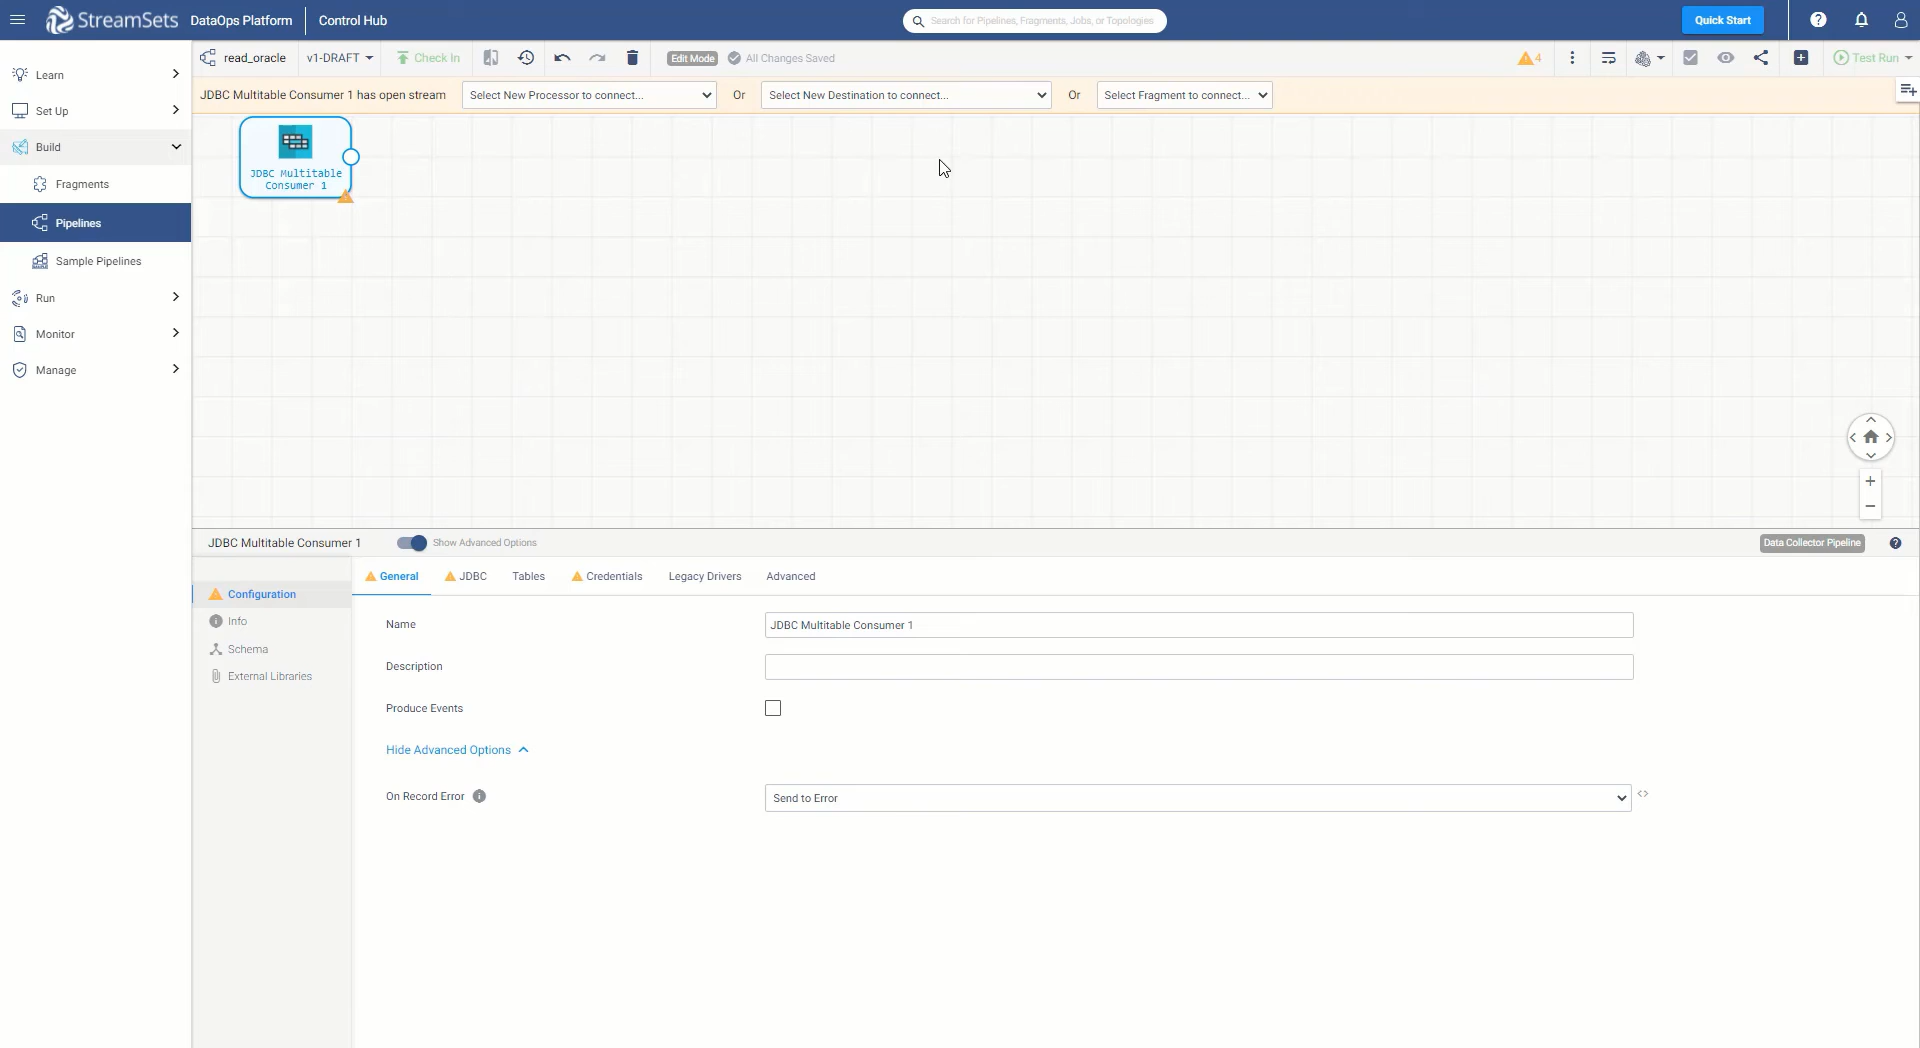 StreamSets DataOps Platform Control Hub Search for Pipelines, Fragments, Jobs, or Topologies Quick Start
read_oracle v1-DRAFT Check In Edit Mode All Changes Saved 4 Test Run
JDBC Multitable Consumer 1 has open stream Select New Processor to connect... Or Select New Destination to connect... Or Select Fragment to connect...
Learn
Set Up
Build
Fragments
Pipelines
Sample Pipelines
Run
Monitor
Manage
JDBC Multitable
Consumer 1
JDBC Multitable Consumer 1 Show Advanced Options Data Collector Pipeline
General JDBC Tables Credentials Legacy Drivers Advanced
Configuration
Info
Schema
External Libraries
Name JDBC Multitable Consumer 1
Description
Produce Events
Hide Advanced Options
On Record Error Send to Error